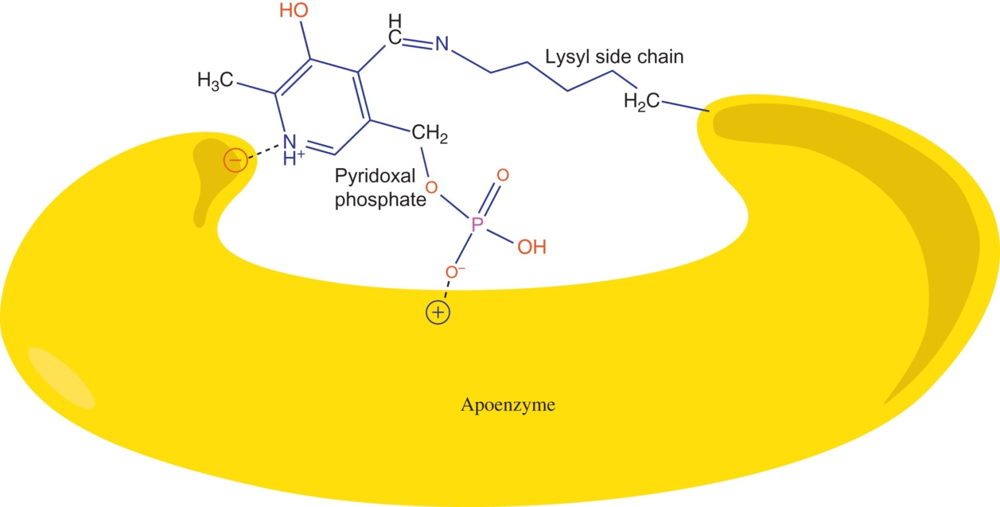 HO
H
C
N
Lysyl side chain
H₃C
H₂C
N
H⁺
CH₂
−
Pyridoxal
phosphate
O
O
P
OH
O⁻
+
Apoenzyme